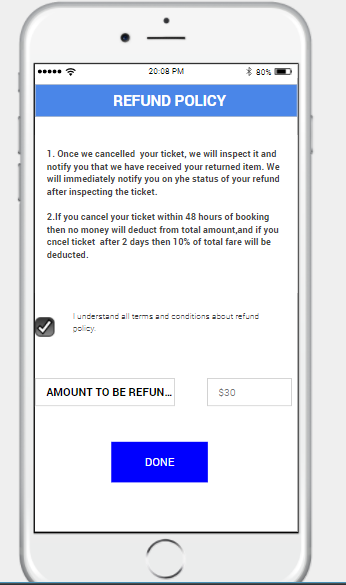 20:08 PM
80%
REFUND POLICY
1. Once we cancelled  your ticket, we will inspect it and
notify you that we have received your returned item. We
will immediately notify you on yhe status of your refund
after inspecting the ticket.
2.If you cancel your ticket within 48 hours of booking
then no money will deduct from total amount,and if you
cncel ticket  after 2 days then 10% of total fare will be
deducted.
I understand all terms and conditions about refund
policy.
AMOUNT TO BE REFUN...
$30
DONE